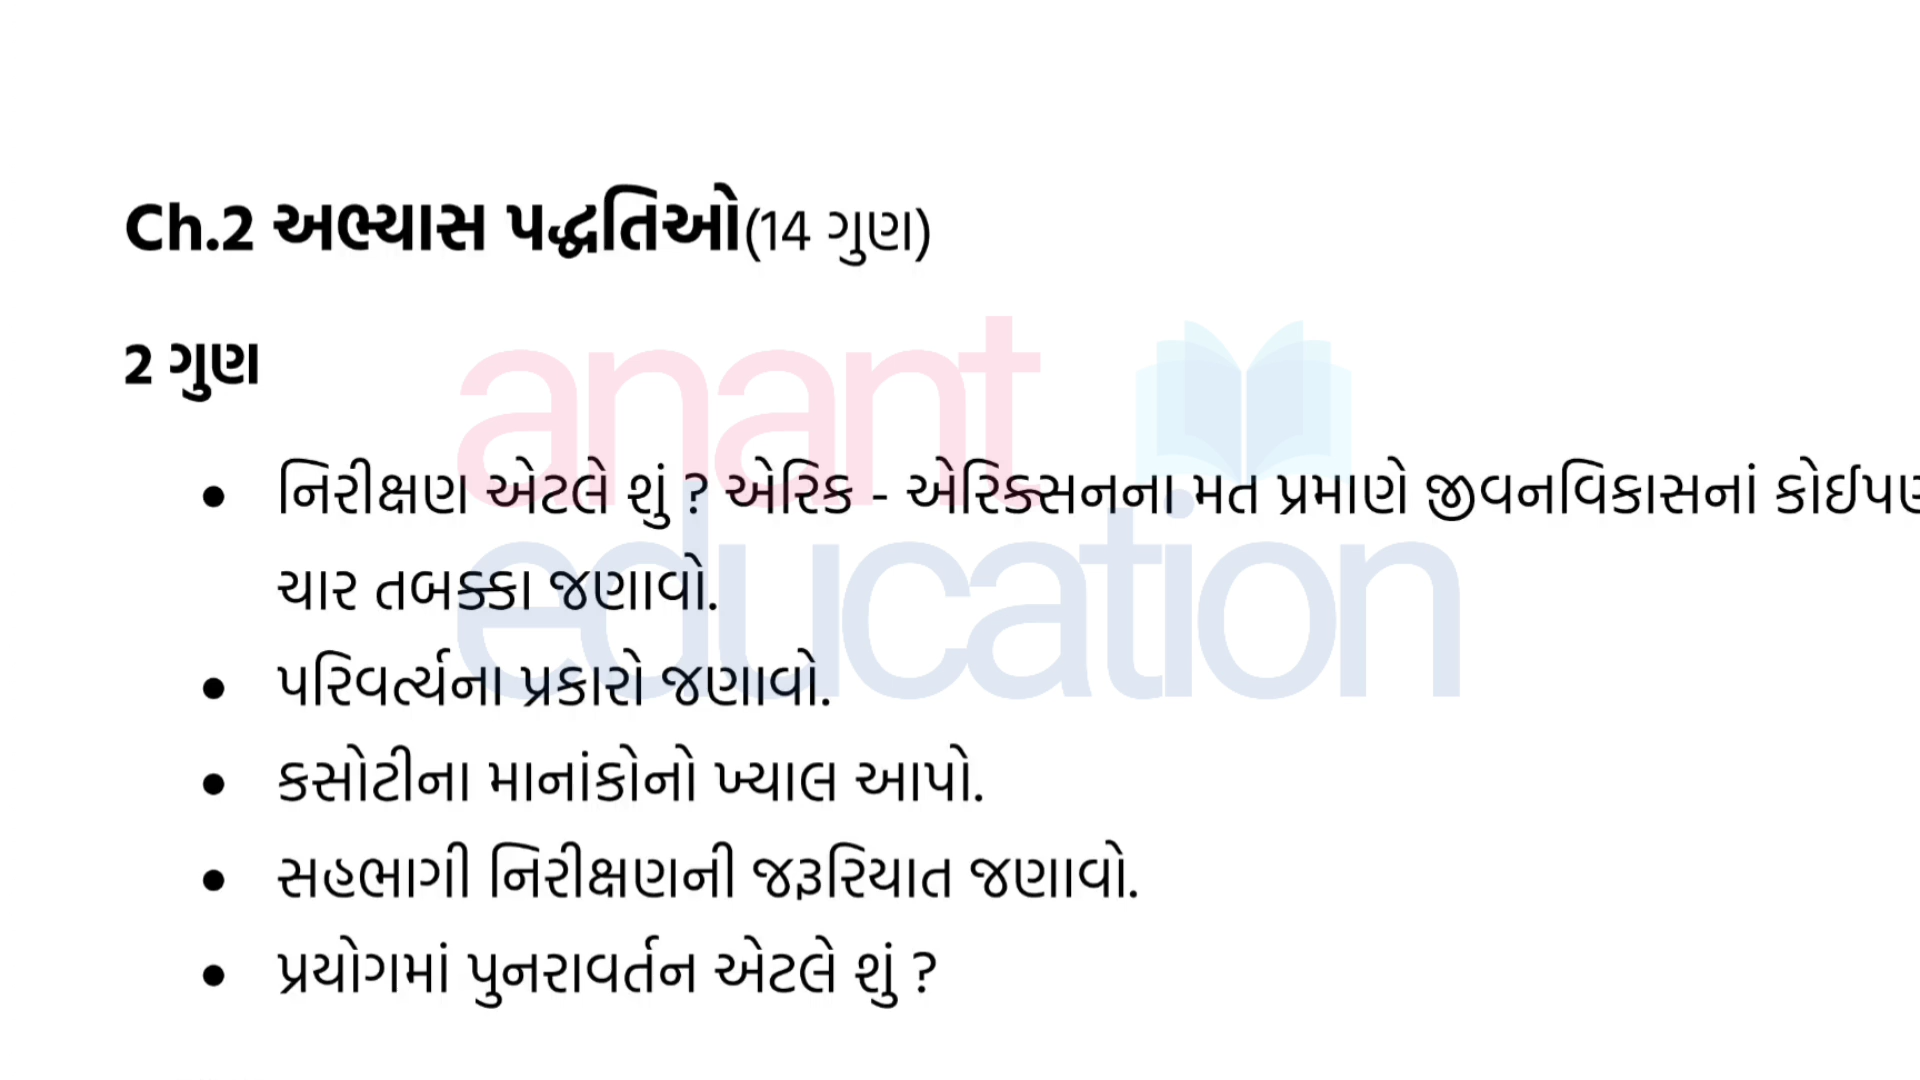 Ch.2 અભ્યાસ પદ્ધતિઓ(14 ગુણ)
2 ગુણ
anant
education
• નિરીક્ષણ એટલે શું ? એરિક - એરિક્સનના મત પ્રમાણે જીવનવિકાસનાં કોઈપણ
ચાર તબક્કા જણાવો.
• પરિવર્ત્યના પ્રકારો જણાવો.
• કસોટીના માનાંકોનો ખ્યાલ આપો.
• સહભાગી નિરીક્ષણની જરૂરિયાત જણાવો.
• પ્રયોગમાં પુનરાવર્તન એટલે શું ?